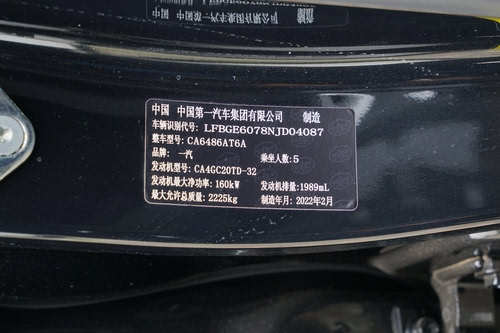 中国 中国第一汽车集团有限公司 制造
车辆识别代号: LFBGE6078NJD04087
整车型号: CA6486AT6A
品牌: 一汽 乘坐人数: 5
发动机型号: CA4GC20TD-32
发动机最大净功率: 160kW 发动机排量: 1989mL
最大允许总质量: 2225kg 制造年月: 2022年2月